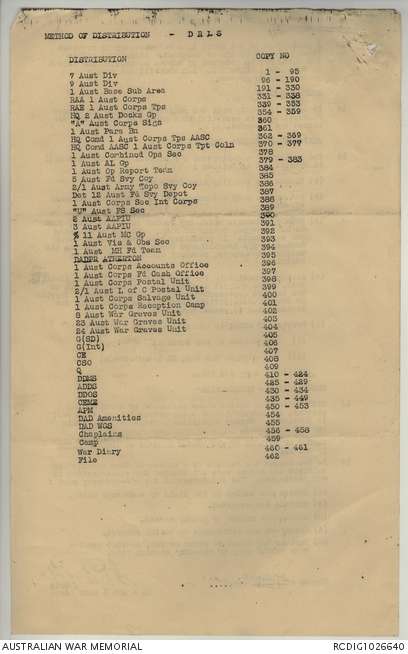 METHOD OF DISTRIBUTION - D R L S
DISTRIBUTION COPY NO
7 Aust Div 1 - 95
9 Aust Div 96 - 190
1 Aust Base Sub Area 191 - 330
RAA 1 Aust Corps 331 - 338
RAE 1 Aust Corps Tps 339 - 353
HQ 2 Aust Docks Gp 354 - 359
"A" Aust Corps Sigs 360
1 Aust Para Bn 361
HQ Comd 1 Aust Corps Tps AASC 362 - 369
HQ Comd AASC 1 Aust Corps Tpt Coln 370 - 377
1 Aust Combined Ops Sec 378
1 Aust AL Gp 379 - 383
1 Aust Op Report Team 384
5 Aust Fd Svy Coy 385
2/1 Aust Army Topo Svy Coy 386
Det 12 Aust Fd Svy Depot 387
1 Aust Corps Sec Int Corps 388
"U" Aust FS Sec 389
2 Aust AAPIU 390
3 Aust AAPIU 391
11 Aust MC Gp 392
1 Aust Vis & Obs Sec 393
1 Aust MH Fd Team 394
DADPR ATHERTON 395
1 Aust Corps Accounts Office 396
1 Aust Corps Fd Cash Office 397
1 Aust Corps Postal Unit 398
2/1 Aust L of C Postal Unit 399
1 Aust Corps Salvage Unit 400
1 Aust Corps Reception Camp 401
8 Aust War Graves Unit 402
23 Aust War Graves Unit 403
24 Aust War Graves Unit 404
G(SD) 405
G(Int) 406
CE 407
CSO 408
Q 409
DDMS 410 - 424
ADDS 425 - 429
DDOS 430 - 434
CEME 435 - 449
APM 450 - 453
DAD Amenities 454
DAD WGS 455
Chaplains 456 - 458
Camp 459
War Diary 460 - 461
File 462
AUSTRALIAN WAR MEMORIAL RCDIG1026640